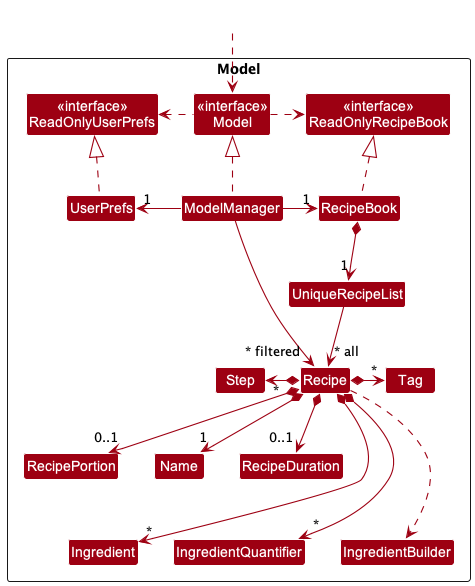 Model
«interface»
ReadOnlyUserPrefs
«interface»
Model
«interface»
ReadOnlyRecipeBook
UserPrefs
1
ModelManager
1
RecipeBook
1
UniqueRecipeList
* filtered
* all
Step
*
Recipe
*
Tag
0..1
RecipePortion
1
Name
0..1
RecipeDuration
*
Ingredient
*
IngredientQuantifier
IngredientBuilder